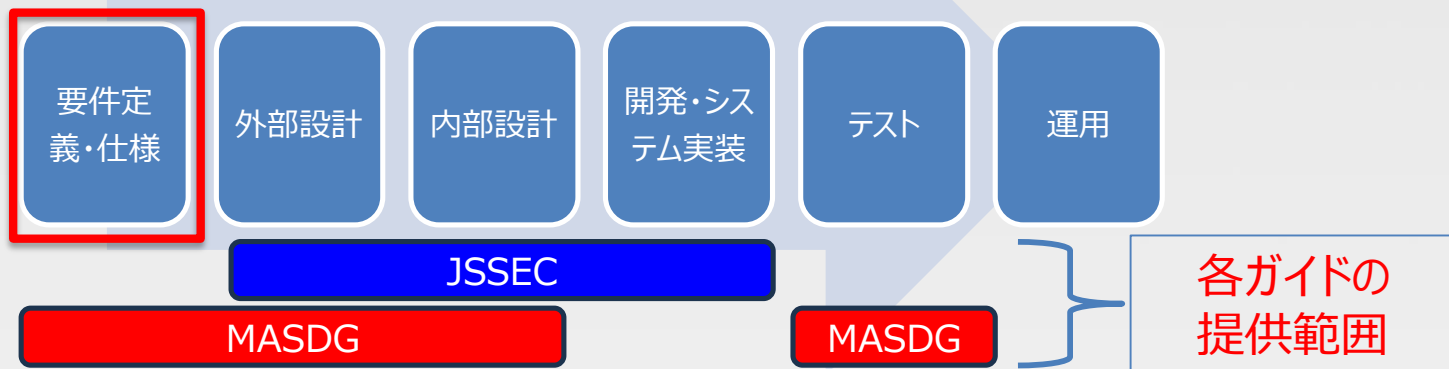 要件定
義・仕様
外部設計
内部設計
開発・シス
テム実装
テスト
運用
JSSEC
MASDG
MASDG
各ガイドの
提供範囲